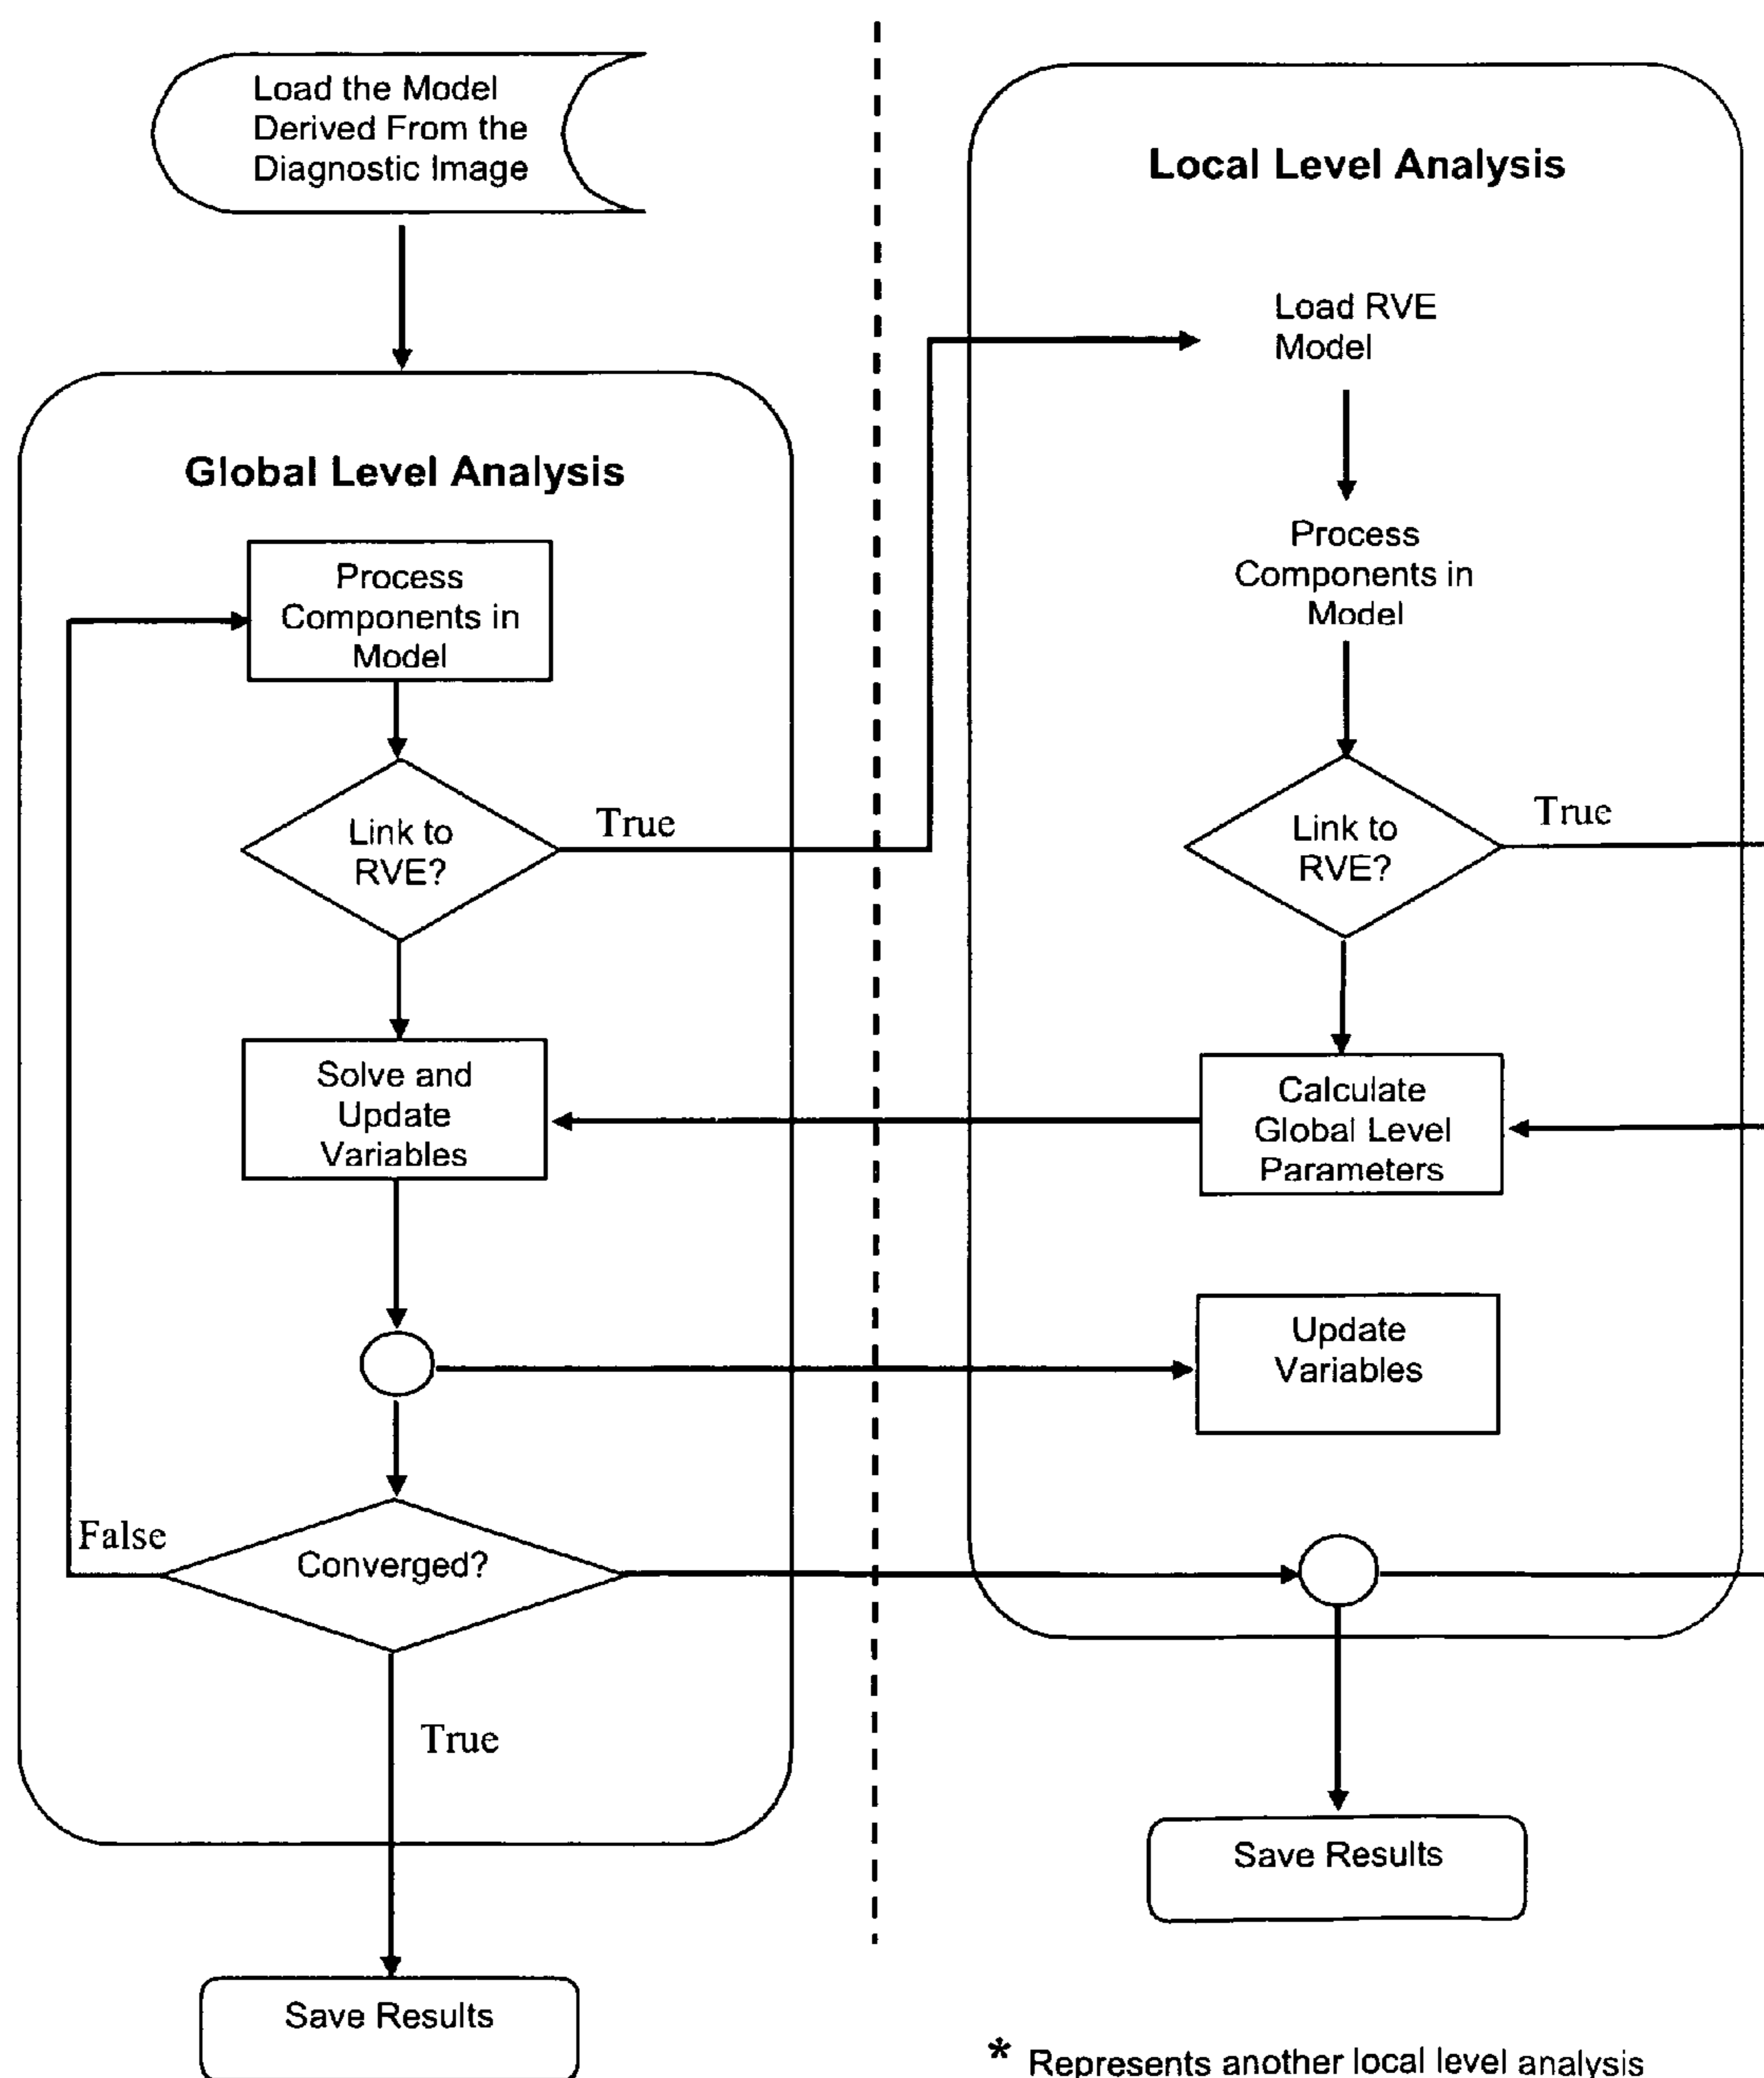 Load the Model
Derived From the
Diagnostic Image
Global Level Analysis
Process
Components in
Model
Link to
RVE?
True
Solve and
Update
Variables
Converged?
False
True
Save Results
Local Level Analysis
Load RVE
Model
Process
Components in
Model
Link to
RVE?
True
Calculate
Global Level
Parameters
Update
Variables
Save Results
* Represents another local level analysis